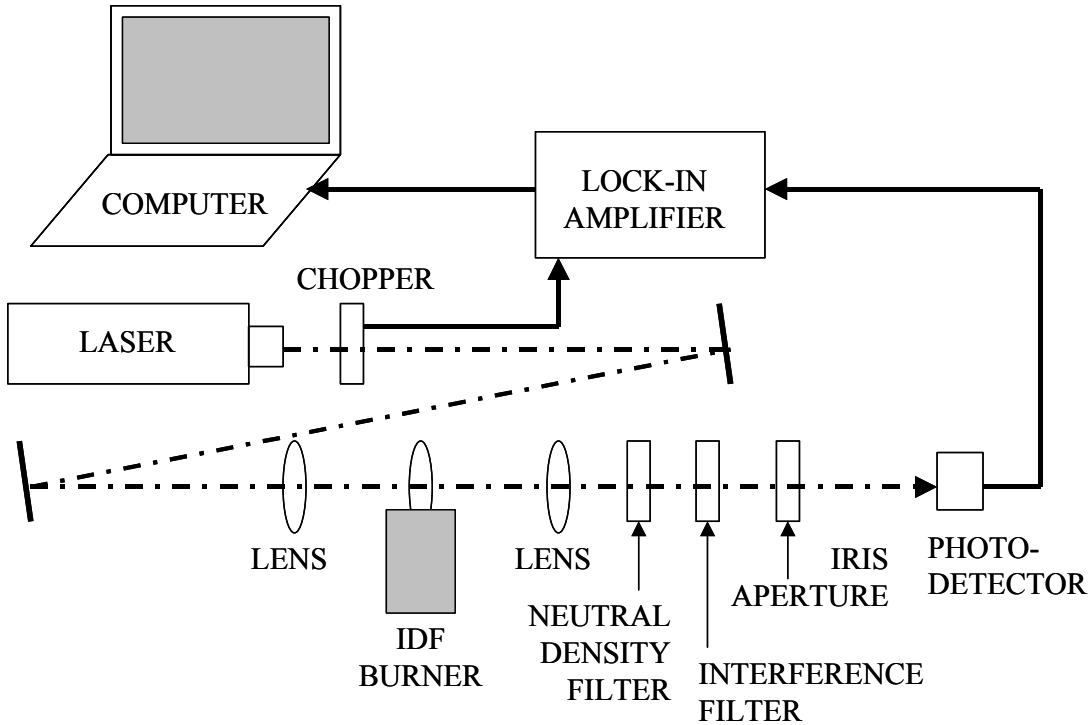 COMPUTER
LOCK-IN
AMPLIFIER
CHOPPER
LASER
LENS
IDF
BURNER
LENS
NEUTRAL
DENSITY
FILTER
INTERFERENCE
FILTER
IRIS
APERTURE
PHOTO-
DETECTOR